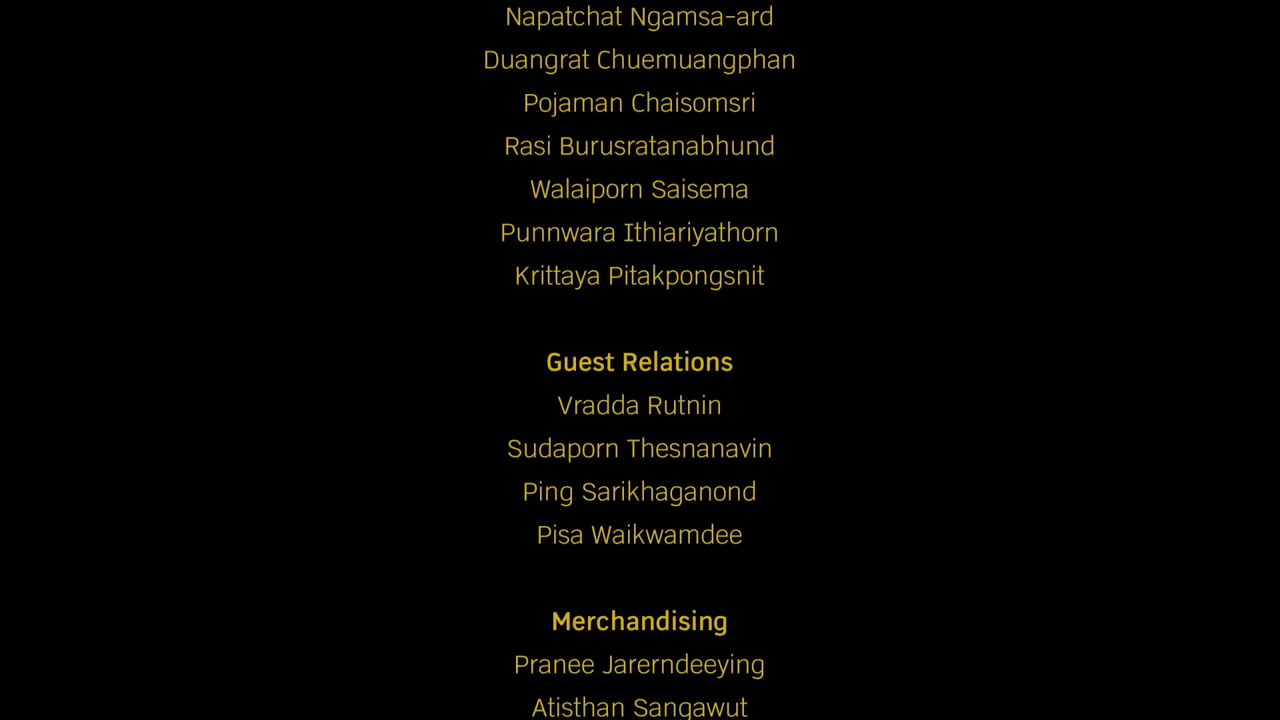 Napatchat Ngamsa-ard
Duangrat Chuemuangphan
Pojaman Chaisomsri
Rasi Burusratanabhund
Walaiporn Saisema
Punnwara Ithiariyathorn
Krittaya Pitakpongsnit
Guest Relations
Vradda Rutnin
Sudaporn Thesnanavin
Ping Sarikhaganond
Pisa Waikwamdee
Merchandising
Pranee Jarerndeeying
Atisthan Sangawut